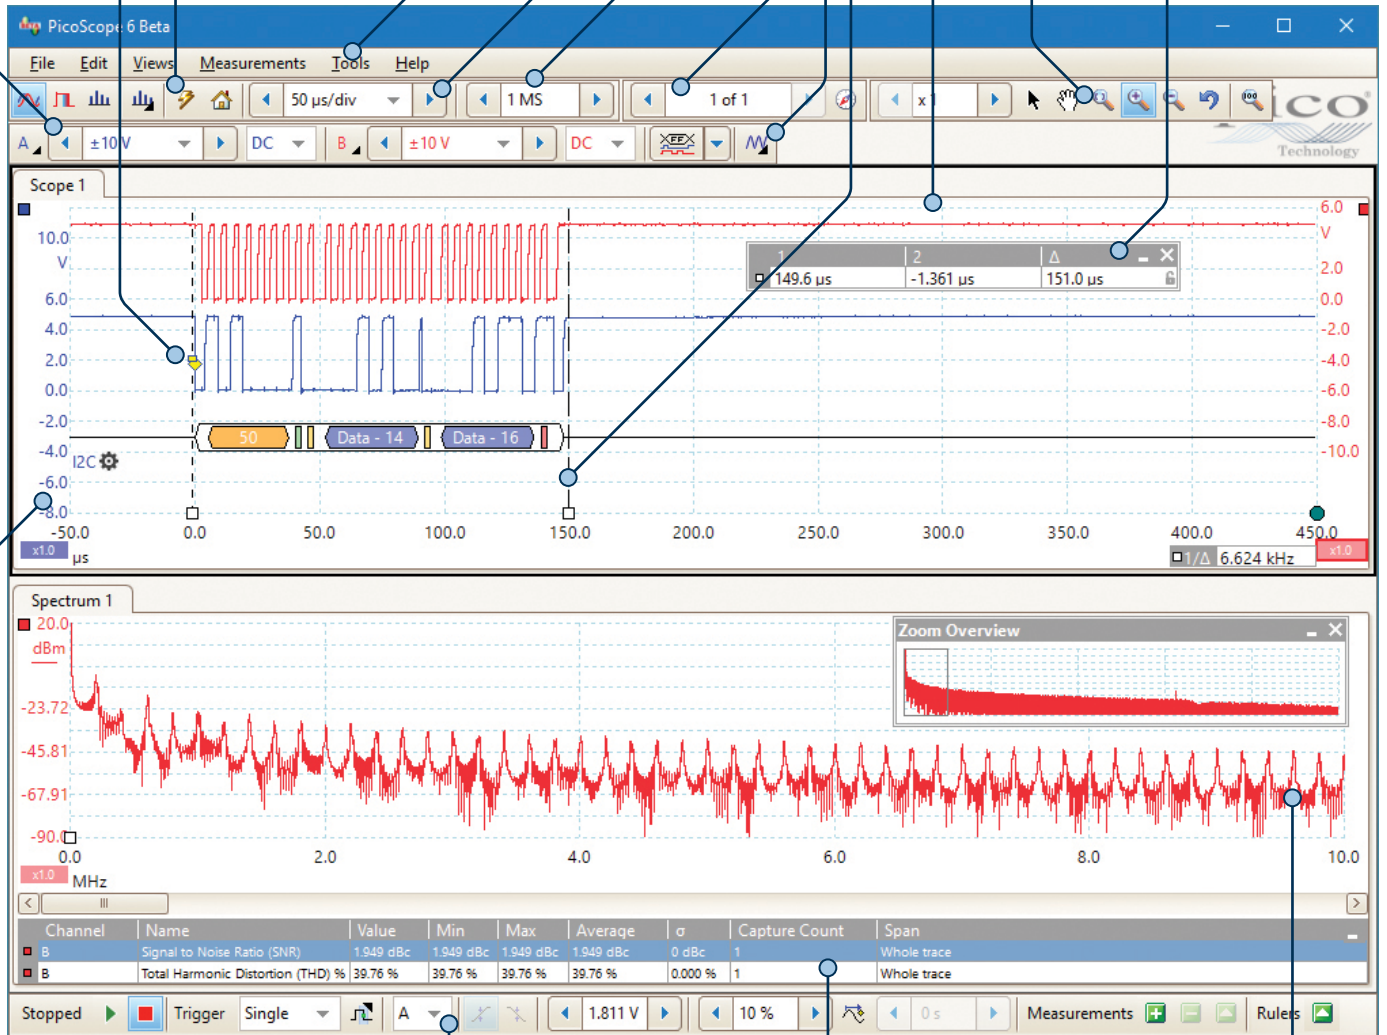 PicoScope 6 Beta
File Edit Views Measurements Tools Help
50 µs/div 1 MS 1 of 1 x 1
A ±10 V DC B ±10 V DC
Technology
Scope 1
10.0
V
6.0
4.0
2.0
0.0
-2.0
-4.0
-6.0
-8.0
6.0
V
2.0
0.0
-2.0
-4.0
-6.0
-8.0
-10.0
1 2 Δ
149.6 µs -1.361 µs 151.0 µs
50 Data - 14 Data - 16
I2C
-50.0 0.0 50.0 100.0 150.0 200.0 250.0 300.0 350.0 400.0 450.0
x1.0 µs 1/Δ 6.624 kHz x1.0
Spectrum 1
20.0
dBm
-23.72
-45.81
-67.91
-90.0
Zoom Overview
0.0 2.0 4.0 6.0 8.0 10.0
x1.0 MHz
Channel Name Value Min Max Average σ Capture Count Span
B Signal to Noise Ratio (SNR) 1.949 dBc 1.949 dBc 1.949 dBc 1.949 dBc 0 dBc 1 Whole trace
B Total Harmonic Distortion (THD) % 39.76 % 39.76 % 39.76 % 39.76 % 0.000 % 1 Whole trace
Stopped Trigger Single A 1.811 V 10 % 0 s Measurements Rulers